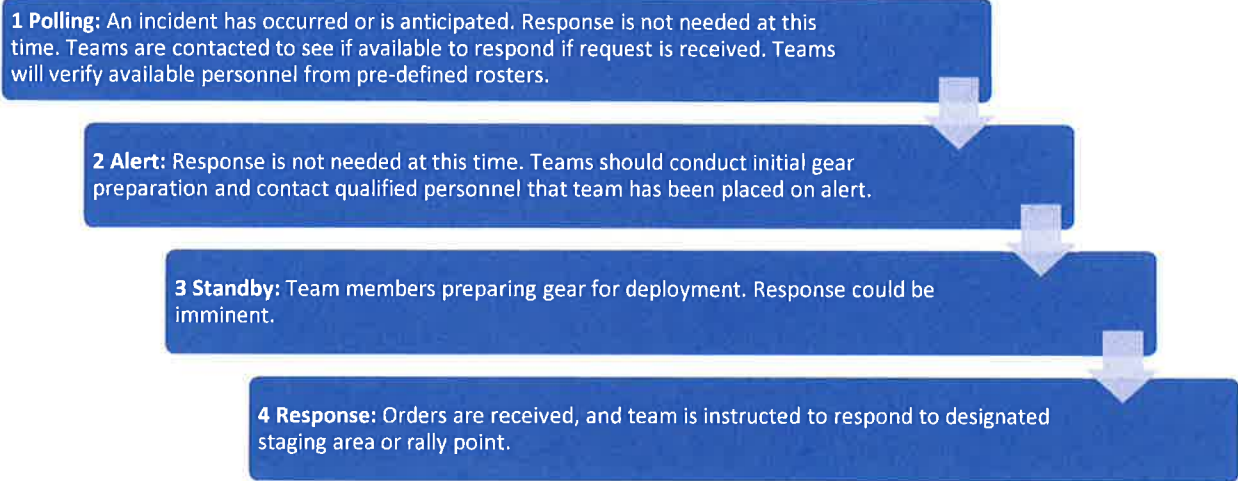 1 Polling: An incident has occurred or is anticipated. Response is not needed at this
time. Teams are contacted to see if available to respond if request is received. Teams
will verify available personnel from pre-defined rosters.
2 Alert: Response is not needed at this time. Teams should conduct initial gear
preparation and contact qualified personnel that team has been placed on alert.
3 Standby: Team members preparing gear for deployment. Response could be
imminent.
4 Response: Orders are received, and team is instructed to respond to designated
staging area or rally point.